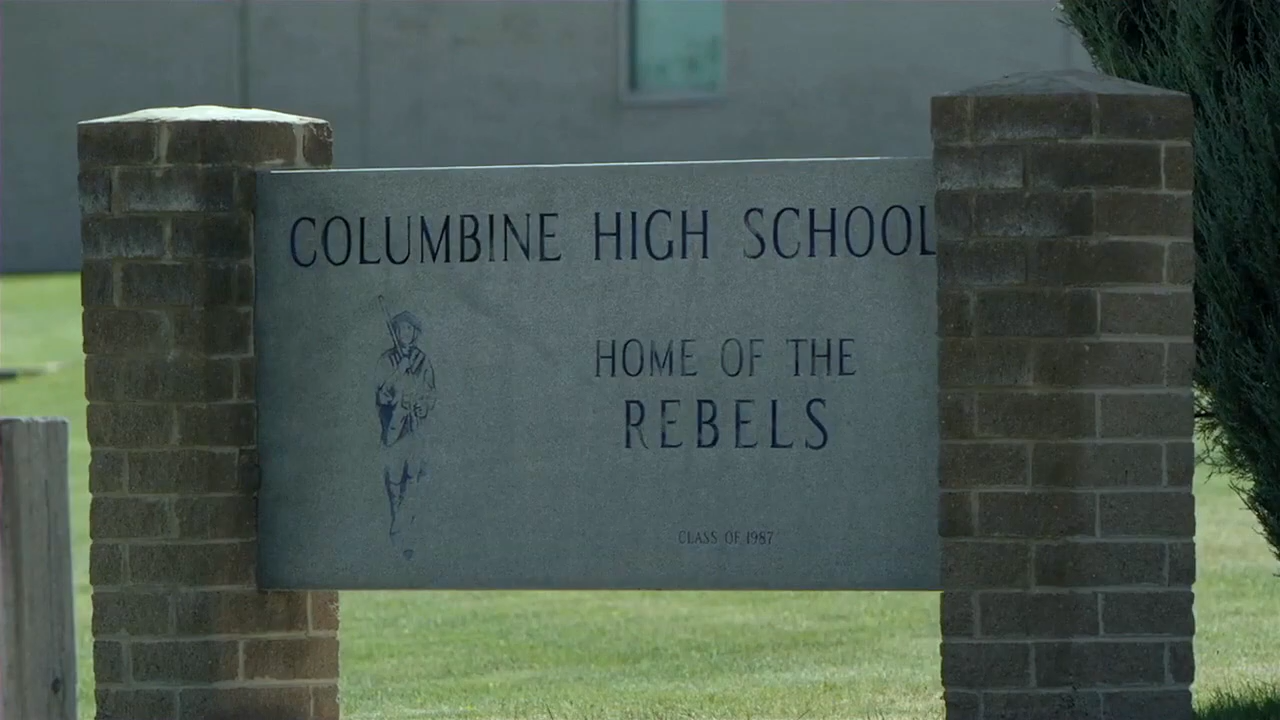 COLUMBINE HIGH SCHOOL
HOME OF THE
REBELS
CLASS OF 1987